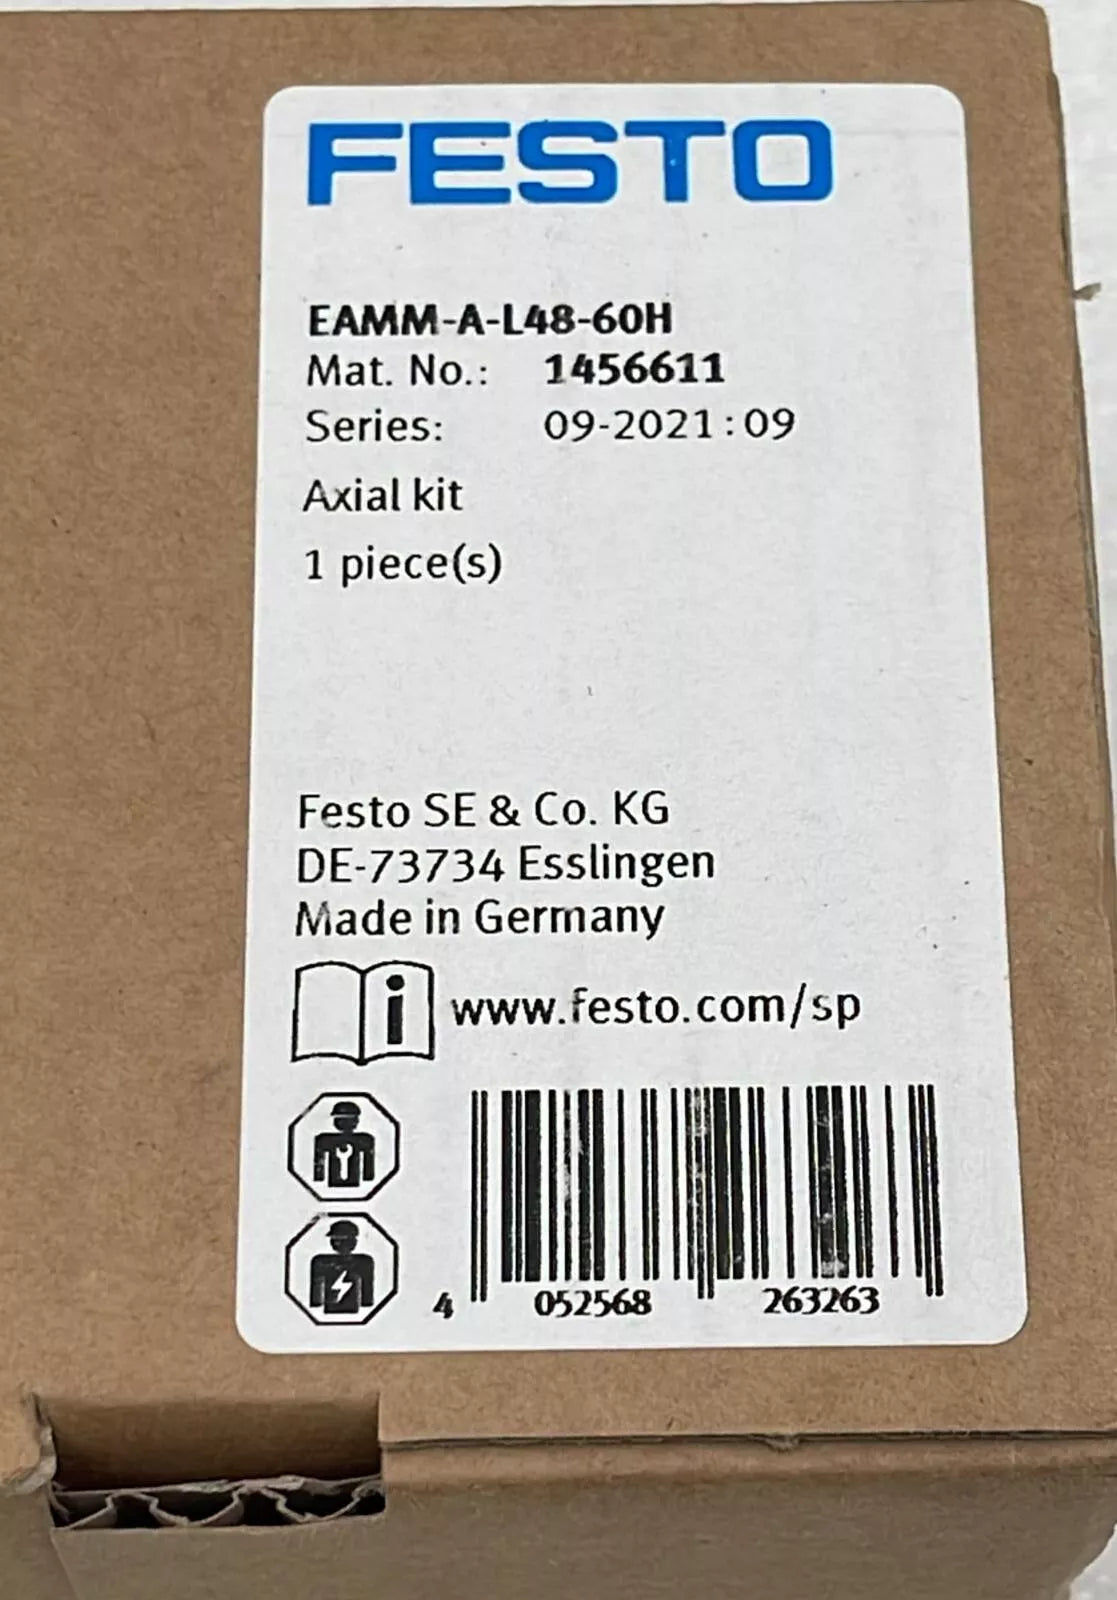 FESTO
EAMM-A-L48-60H
Mat. No.: 1456611
Series: 09-2021:09
Axial kit
1 piece(s)
Festo SE & Co. KG
DE-73734 Esslingen
Made in Germany
i www.festo.com/sp
4 052568 263263